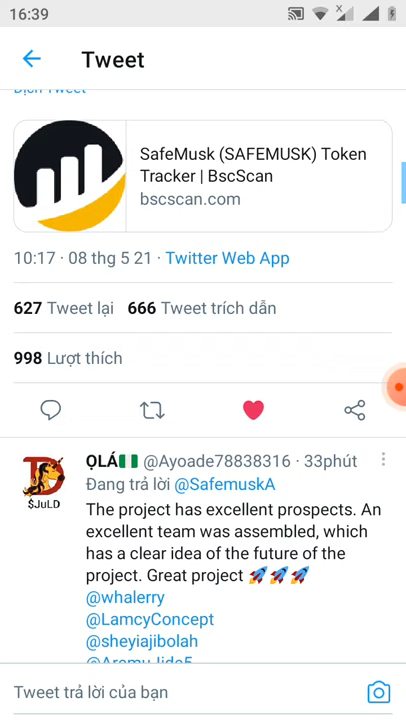 16:39
Tweet
Dịch Tweet
SafeMusk (SAFEMUSK) Token
Tracker | BscScan
bscscan.com
10:17 · 08 thg 5 21 · Twitter Web App
627 Tweet lại 666 Tweet trích dẫn
998 Lượt thích
ỌLÁ🇳🇬 @Ayoade78838316 · 33phút
Đang trả lời @SafemuskA
$JuLD
The project has excellent prospects. An
excellent team was assembled, which
has a clear idea of the future of the
project. Great project 🚀🚀🚀
@whalerry
@LamcyConcept
@sheyiajibolah
Tweet trả lời của bạn